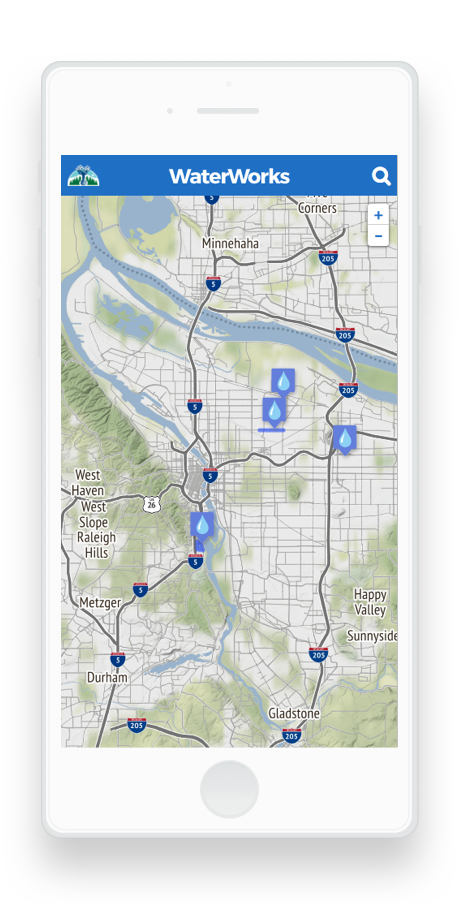 WaterWorks
5
Corners
+
Minnehaha
−
205
5
205
205
5
5
West
Haven
26
West
Slope
Raleigh
Hills
5
5
Happy
Valley
Metzger
Sunnyside
205
5
Durham
Gladstone
205
205